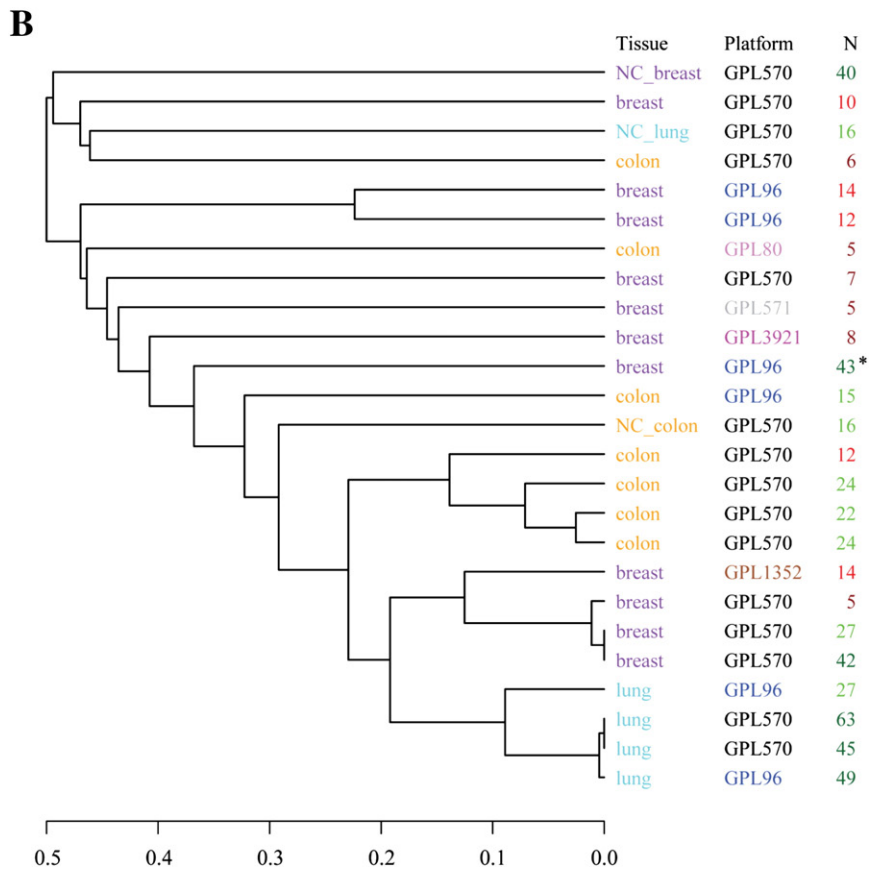 B
Tissue Platform N
NC_breast GPL570 40
breast GPL570 10
NC_lung GPL570 16
colon GPL570 6
breast GPL96 14
breast GPL96 12
colon GPL80 5
breast GPL570 7
breast GPL571 5
breast GPL3921 8
breast GPL96 43*
colon GPL96 15
NC_colon GPL570 16
colon GPL570 12
colon GPL570 24
colon GPL570 22
colon GPL570 24
breast GPL1352 14
breast GPL570 5
breast GPL570 27
breast GPL570 42
lung GPL96 27
lung GPL570 63
lung GPL570 45
lung GPL96 49
0.5 0.4 0.3 0.2 0.1 0.0